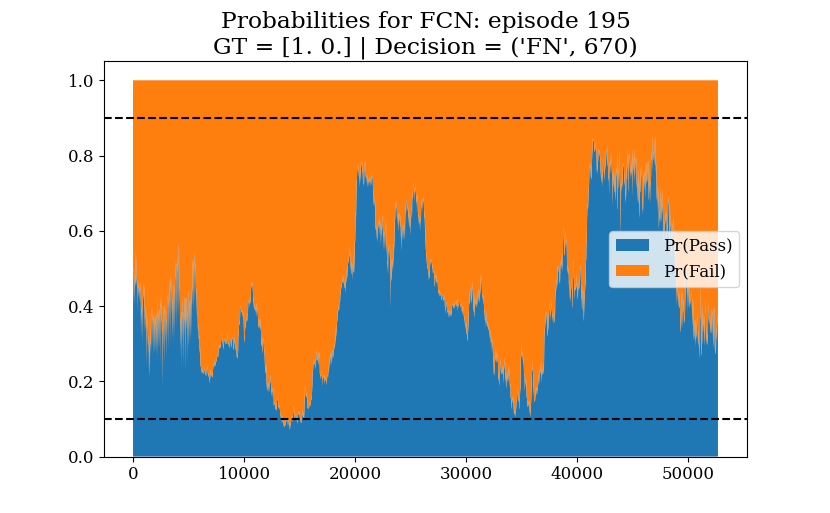 Probabilities for FCN: episode 195
GT = [1. 0.] | Decision = ('FN', 670)
1.0
0.8
0.6
0.4
0.2
0.0
Pr(Pass)
Pr(Fail)
0 10000 20000 30000 40000 50000